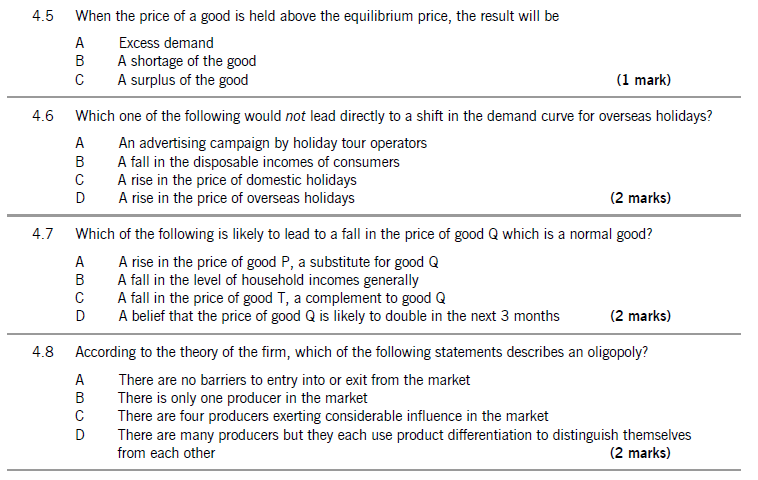 4.5 When the price of a good is held above the equilibrium price, the result will be
A Excess demand
B A shortage of the good
C A surplus of the good (1 mark)
4.6 Which one of the following would not lead directly to a shift in the demand curve for overseas holidays?
A An advertising campaign by holiday tour operators
B A fall in the disposable incomes of consumers
C A rise in the price of domestic holidays
D A rise in the price of overseas holidays (2 marks)
4.7 Which of the following is likely to lead to a fall in the price of good Q which is a normal good?
A A rise in the price of good P, a substitute for good Q
B A fall in the level of household incomes generally
C A fall in the price of good T, a complement to good Q
D A belief that the price of good Q is likely to double in the next 3 months (2 marks)
4.8 According to the theory of the firm, which of the following statements describes an oligopoly?
A There are no barriers to entry into or exit from the market
B There is only one producer in the market
C There are four producers exerting considerable influence in the market
D There are many producers but they each use product differentiation to distinguish themselves
from each other (2 marks)